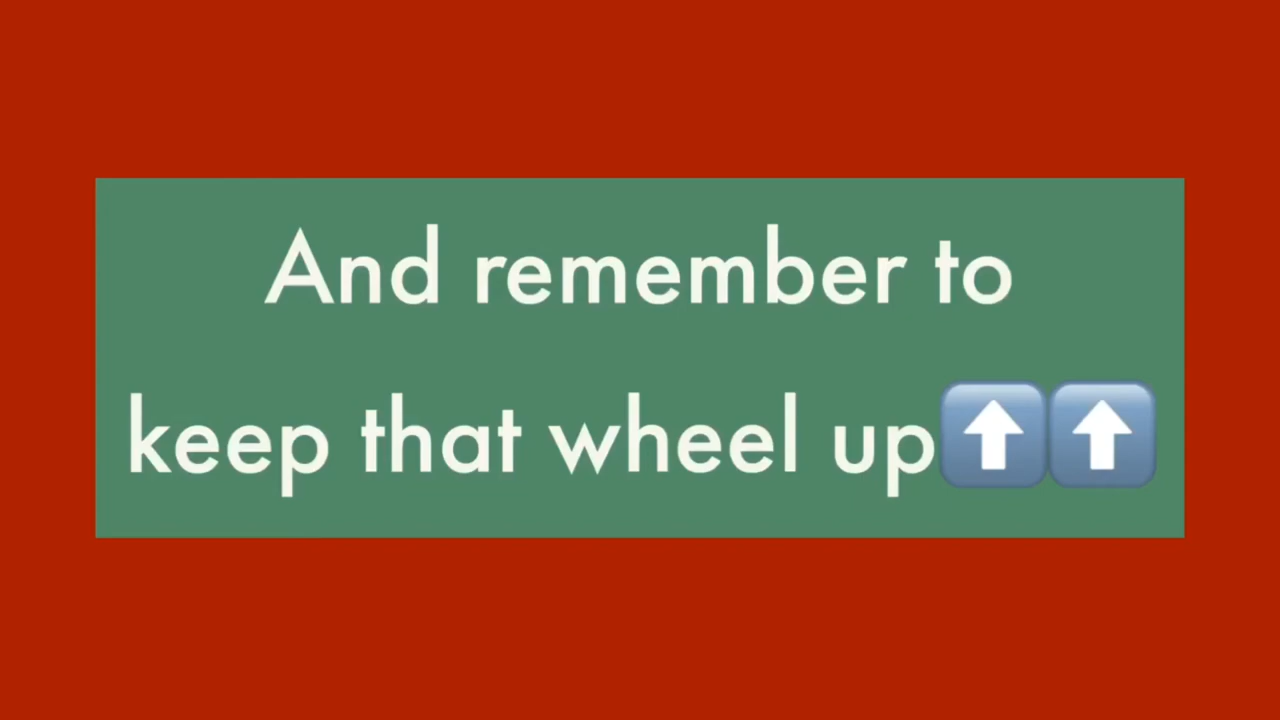 And remember to
keep that wheel up⬆️⬆️